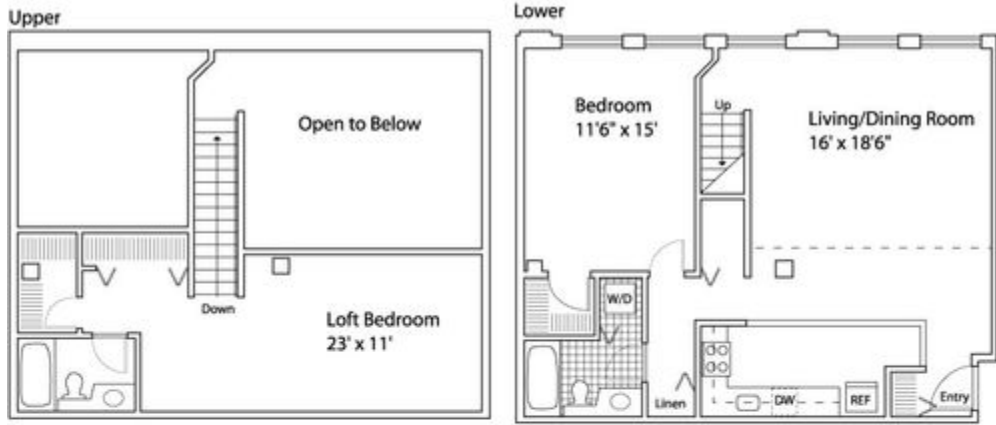 Upper
Open to Below
Down
Loft Bedroom
23' x 11'
Lower
Bedroom
11'6" x 15'
Up
Living/Dining Room
16' x 18'6"
W/D
Linen
DW
REF
Entry